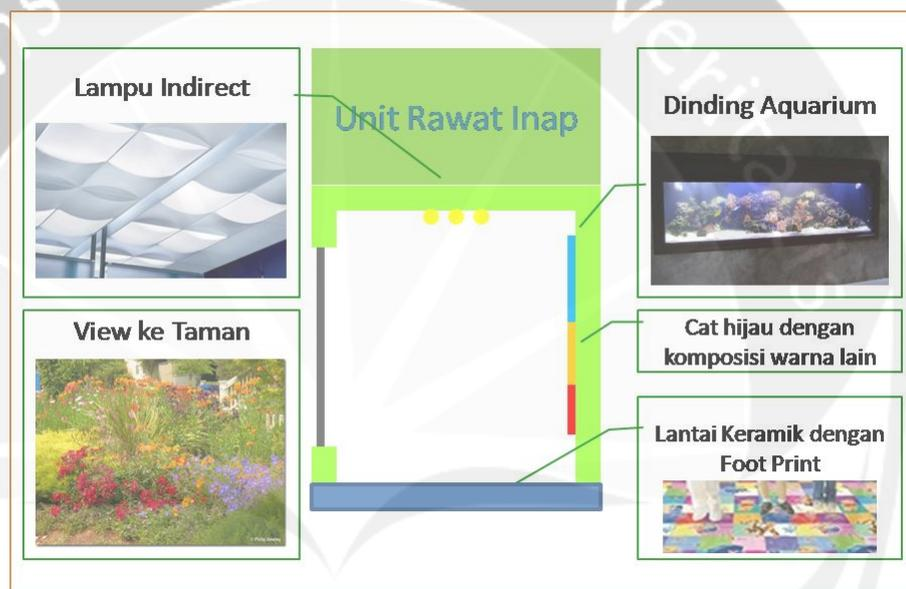 Lampu Indirect
Unit Rawat Inap
Dinding Aquarium
View ke Taman
Cat hijau dengan
komposisi warna lain
Lantai Keramik dengan
Foot Print